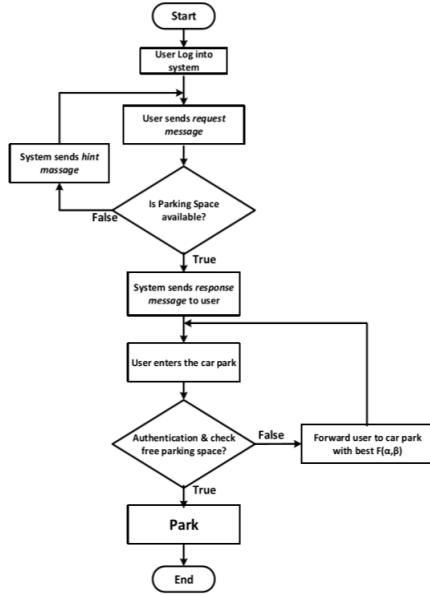 Start
User Log into
system
User sends request
message
System sends hint
massage
Is Parking Space
available?
False
True
System sends response
message to user
User enters the car park
Authentication & check
free parking space?
False
Forward user to car park
with best F(α,β)
True
Park
End